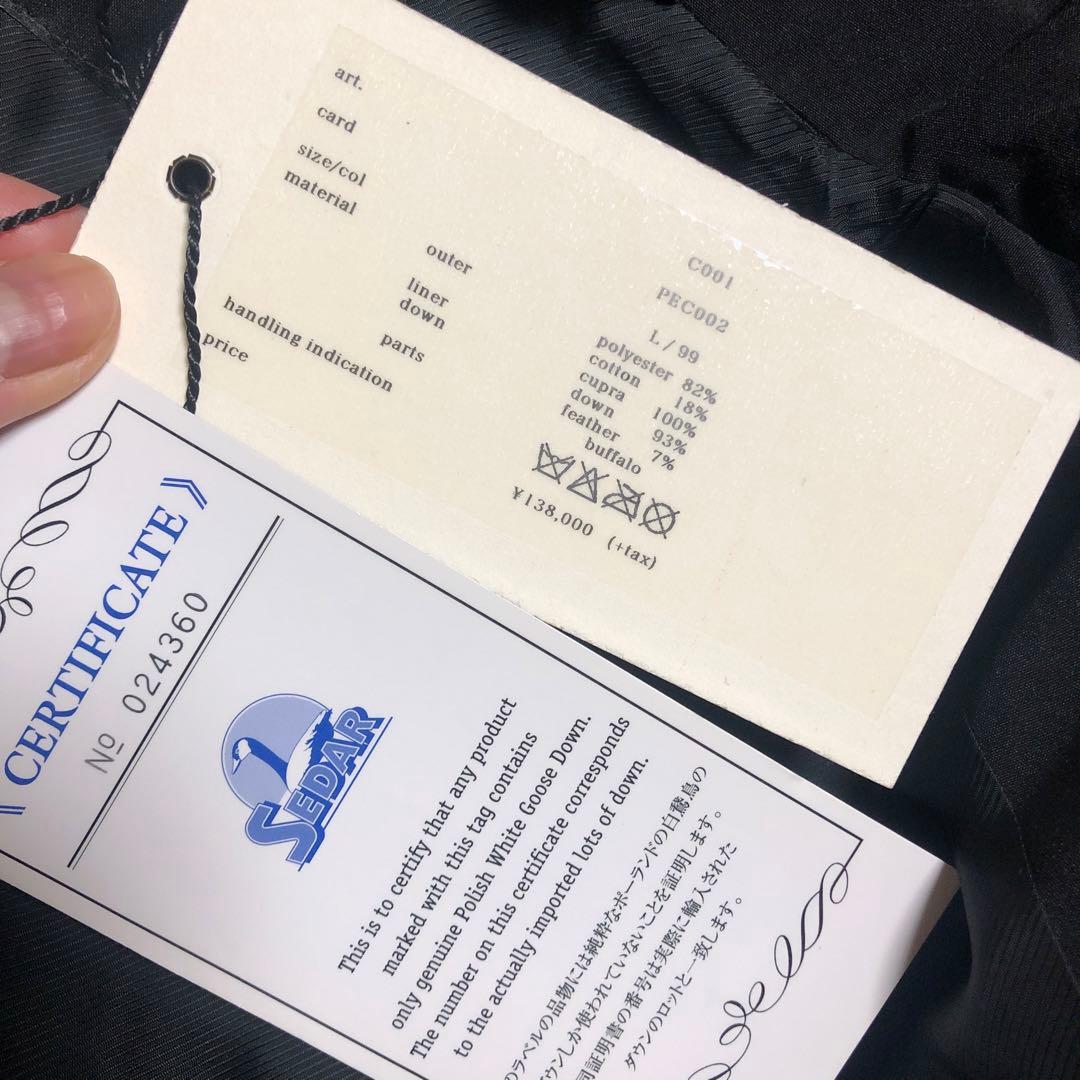 art.
card
size/col
material
outer
liner
down
parts
handling indication
price
C001
PEC002
L / 99
polyester 82%
cotton 18%
cupra 100%
down 93%
feather 7%
buffalo
¥138,000 (+tax)
《 CERTIFICATE 》
№ 024360
SEDAR
This is to certify that any product
marked with this tag contains
only genuine Polish White Goose Down.
The number on this certificate corresponds
to the actually imported lots of down.
のラベルの品物には純粋なポーランドの白鵞鳥の
ダウンしか使われていないことを証明します。
同証明書の番号は実際に輸入された
ダウンのロットと一致します。